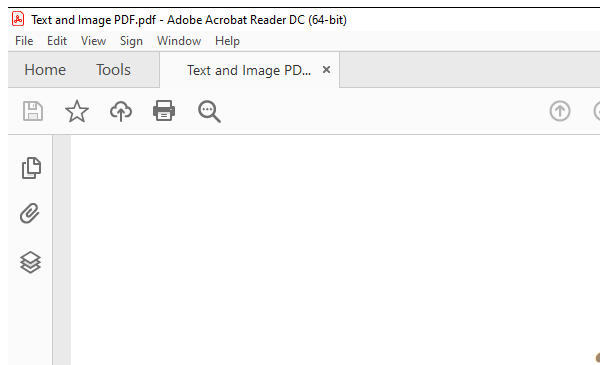 Text and Image PDF.pdf - Adobe Acrobat Reader DC (64-bit)
File Edit View Sign Window Help
Home Tools Text and Image PD... ×